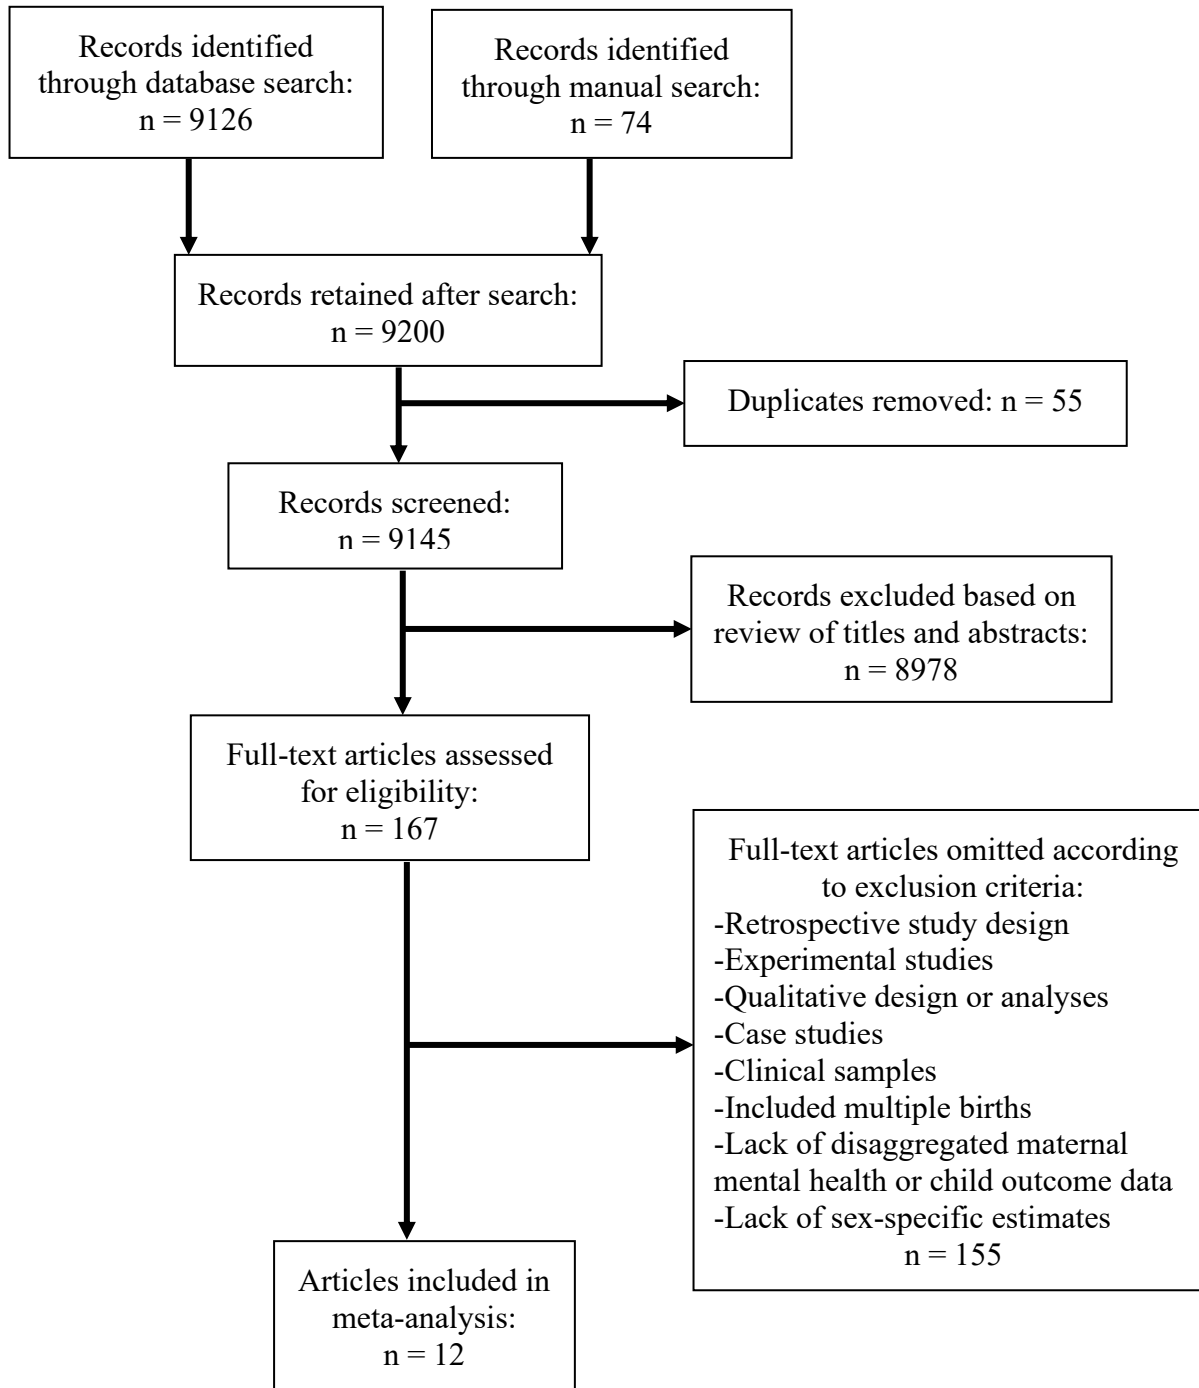 Records identified
through database search:
n = 9126
Records identified
through manual search:
n = 74
Records retained after search:
n = 9200
Duplicates removed: n = 55
Records screened:
n = 9145
Records excluded based on
review of titles and abstracts:
n = 8978
Full-text articles assessed
for eligibility:
n = 167
Full-text articles omitted according
to exclusion criteria:
-Retrospective study design
-Experimental studies
-Qualitative design or analyses
-Case studies
-Clinical samples
-Included multiple births
-Lack of disaggregated maternal
mental health or child outcome data
-Lack of sex-specific estimates
n = 155
Articles included in
meta-analysis:
n = 12